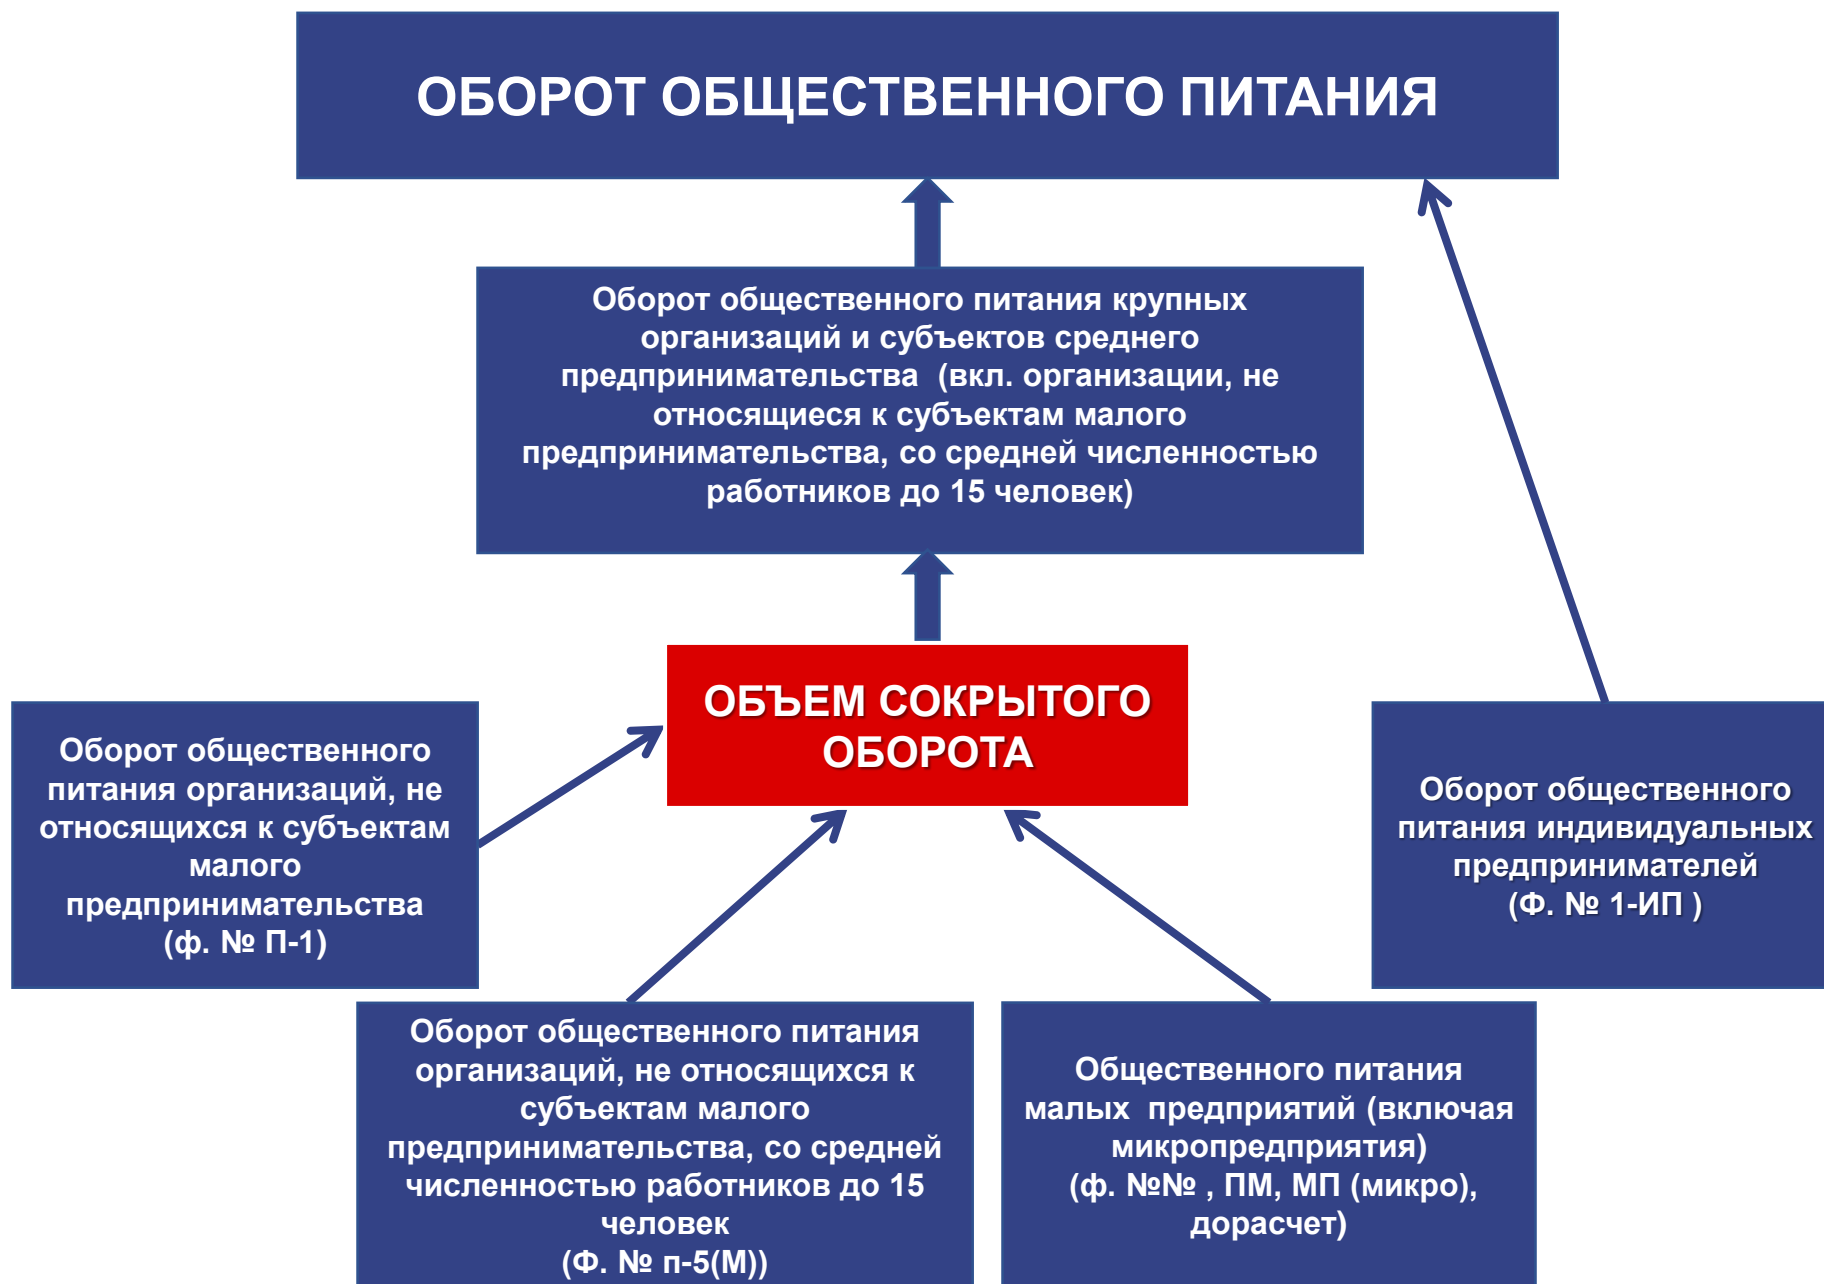 ОБОРОТ ОБЩЕСТВЕННОГО ПИТАНИЯ
Оборот общественного питания крупных
организаций и субъектов среднего
предпринимательства (вкл. организации, не
относящиеся к субъектам малого
предпринимательства, со средней численностью
работников до 15 человек)
ОБЪЕМ СОКРЫТОГО
ОБОРОТА
Оборот общественного
питания организаций, не
относящихся к субъектам
малого
предпринимательства
(ф. № П-1)
Оборот общественного
питания индивидуальных
предпринимателей
(Ф. № 1-ИП )
Оборот общественного питания
организаций, не относящихся к
субъектам малого
предпринимательства, со средней
численностью работников до 15
человек
(Ф. № п-5(М))
Общественного питания
малых предприятий (включая
микропредприятия)
(ф. №№ , ПМ, МП (микро),
дорасчет)